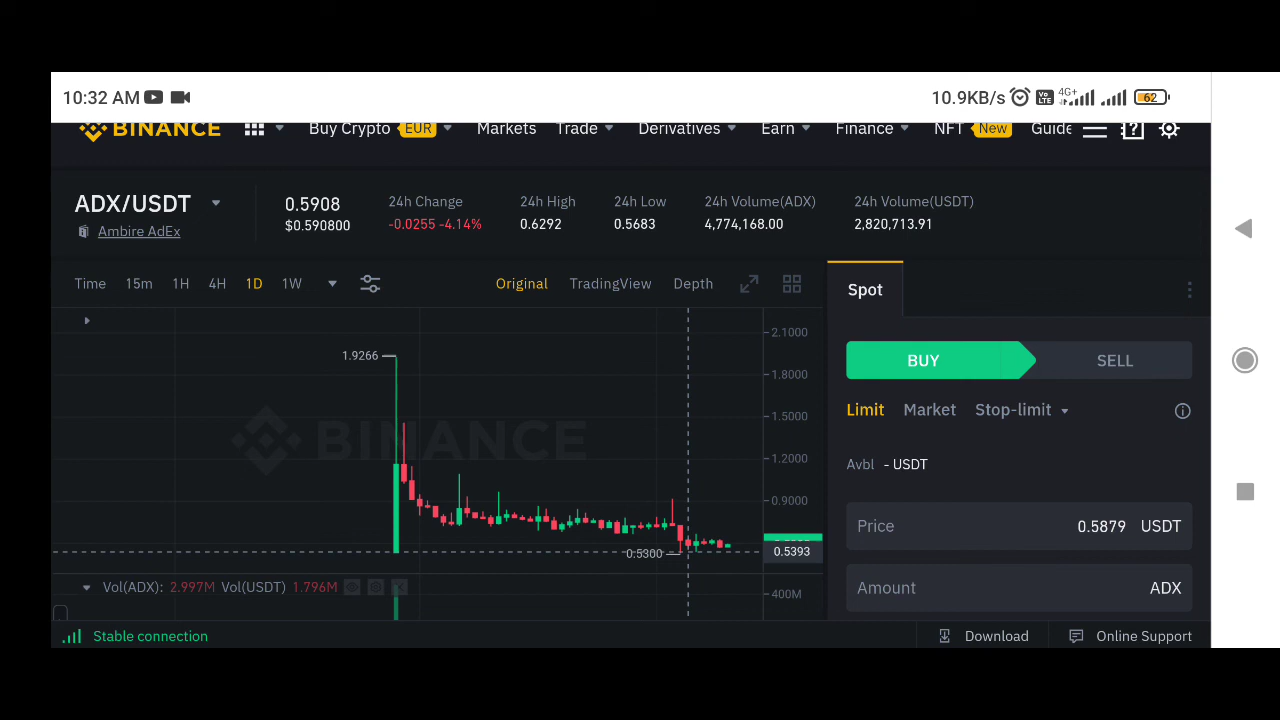 10:32 AM 10.9KB/s Vo LTE 4G+ 62
BINANCE Buy Crypto EUR Markets Trade Derivatives Earn Finance NFT New Guide
ADX/USDT
Ambire AdEx
0.5908
$0.590800
24h Change
-0.0255 -4.14%
24h High
0.6292
24h Low
0.5683
24h Volume(ADX)
4,774,168.00
24h Volume(USDT)
2,820,713.91
Time 15m 1H 4H 1D 1W Original TradingView Depth
2.1000
1.9266
1.8000
1.5000
BINANCE
1.2000
0.9000
0.5300
0.5393
Vol(ADX): 2.997M Vol(USDT) 1.796M
400M
Spot
BUY SELL
Limit Market Stop-limit
Avbl - USDT
Price 0.5879 USDT
Amount ADX
Stable connection Download Online Support